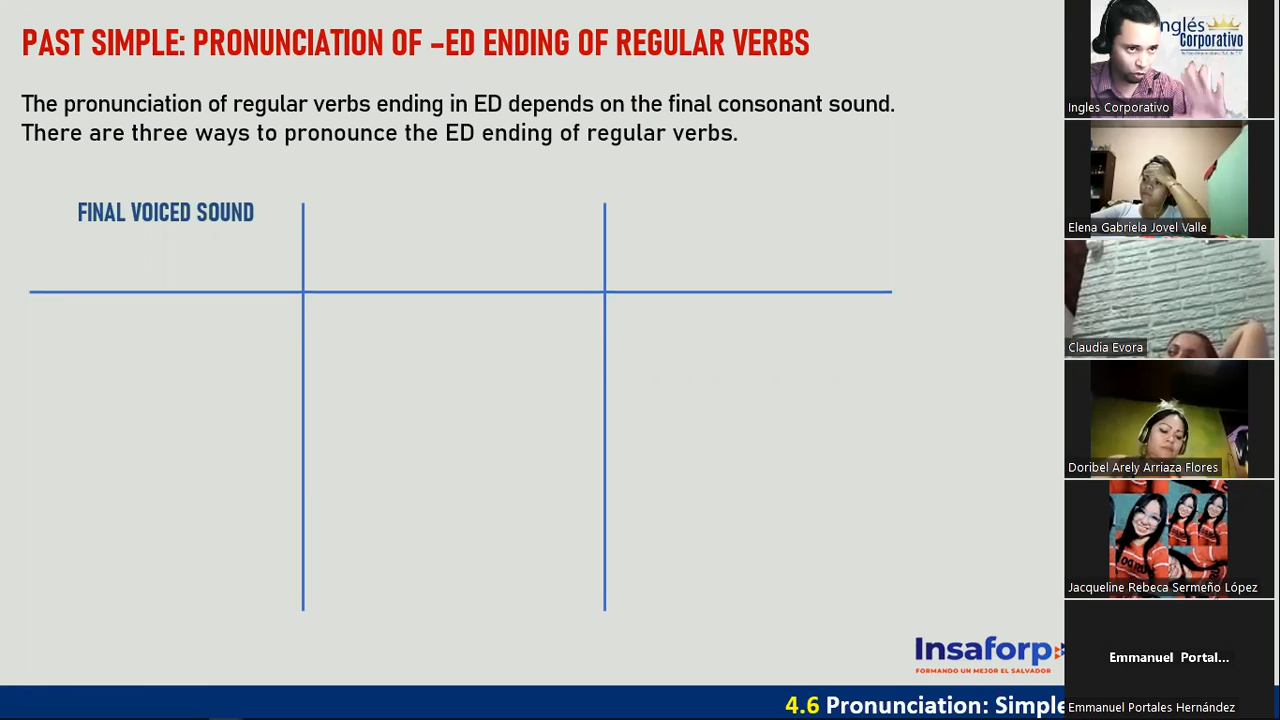 PAST SIMPLE: PRONUNCIATION OF -ED ENDING OF REGULAR VERBS
The pronunciation of regular verbs ending in ED depends on the final consonant sound.
There are three ways to pronounce the ED ending of regular verbs.
FINAL VOICED SOUND
Insaforp
FORMANDO UN MEJOR EL SALVADOR
4.6 Pronunciation: Simple
Inglés
Corporativo
Ingles Corporativo
Elena Gabriela Jovel Valle
Claudia Evora
Doribel Arely Arriaza Flores
Jacqueline Rebeca Sermeño López
Emmanuel Portal...
Emmanuel Portales Hernández